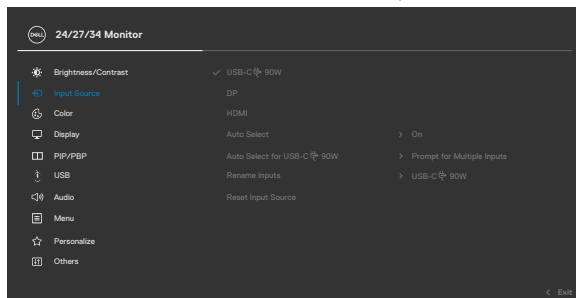 DELL 24/27/34 Monitor
Brightness/Contrast
USB-C 90W
Input Source
DP
Color
HDMI
Display
Auto Select
On
PIP/PBP
Auto Select for USB-C 90W
Prompt for Multiple Inputs
USB
Rename Inputs
USB-C 90W
Audio
Reset Input Source
Menu
Personalize
Others
Exit